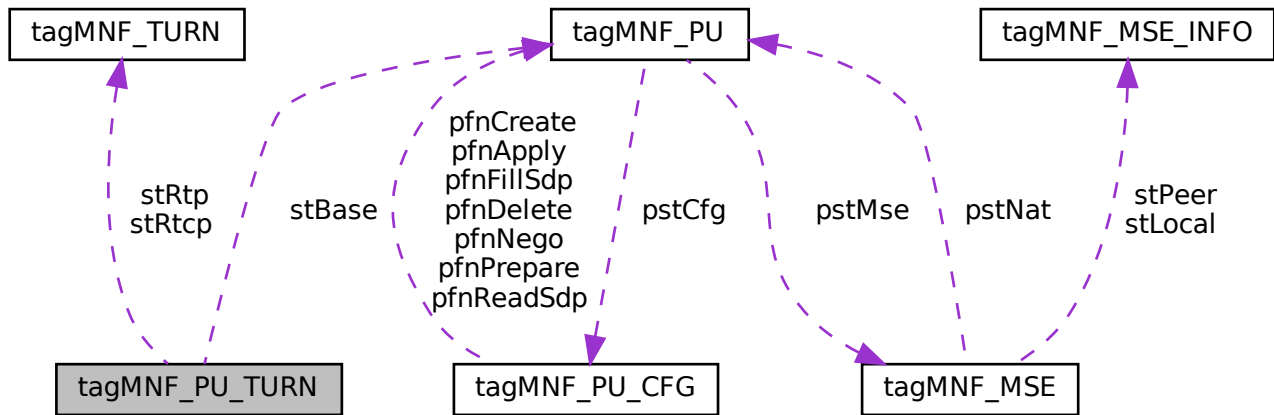 tagMNF_TURN
tagMNF_PU
tagMNF_MSE_INFO
stRtp
stRtcp
stBase
pfnCreate
pfnApply
pfnFillSdp
pfnDelete
pfnNego
pfnPrepare
pfnReadSdp
pstCfg
pstMse
pstNat
stPeer
stLocal
tagMNF_PU_TURN
tagMNF_PU_CFG
tagMNF_MSE